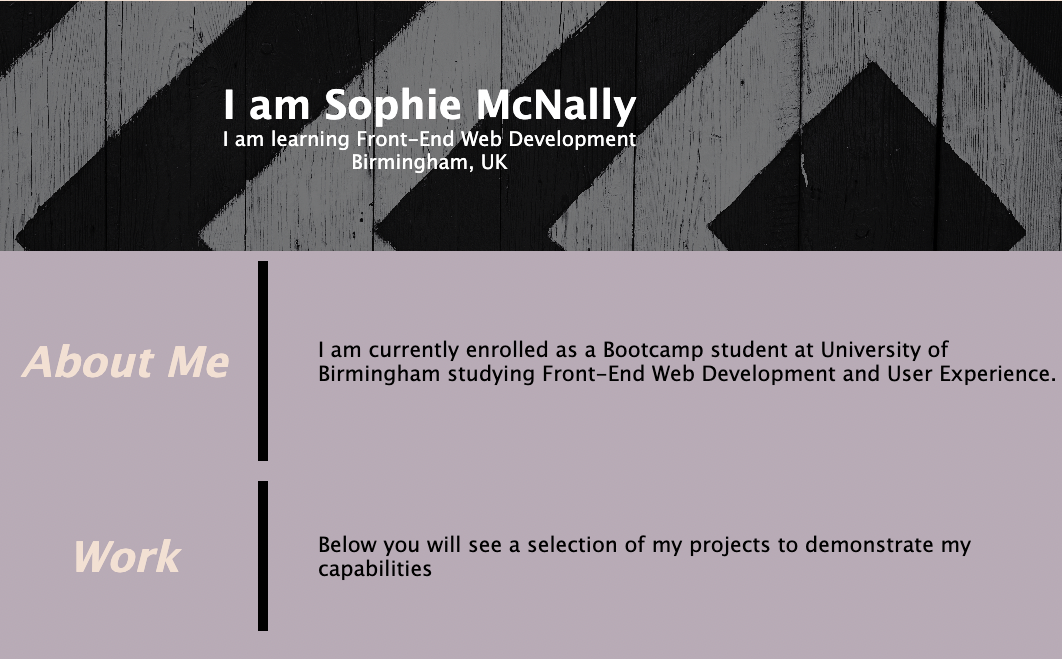 I am Sophie McNally
I am learning Front-End Web Development
Birmingham, UK
About Me
I am currently enrolled as a Bootcamp student at University of
Birmingham studying Front-End Web Development and User Experience.
Work
Below you will see a selection of my projects to demonstrate my
capabilities